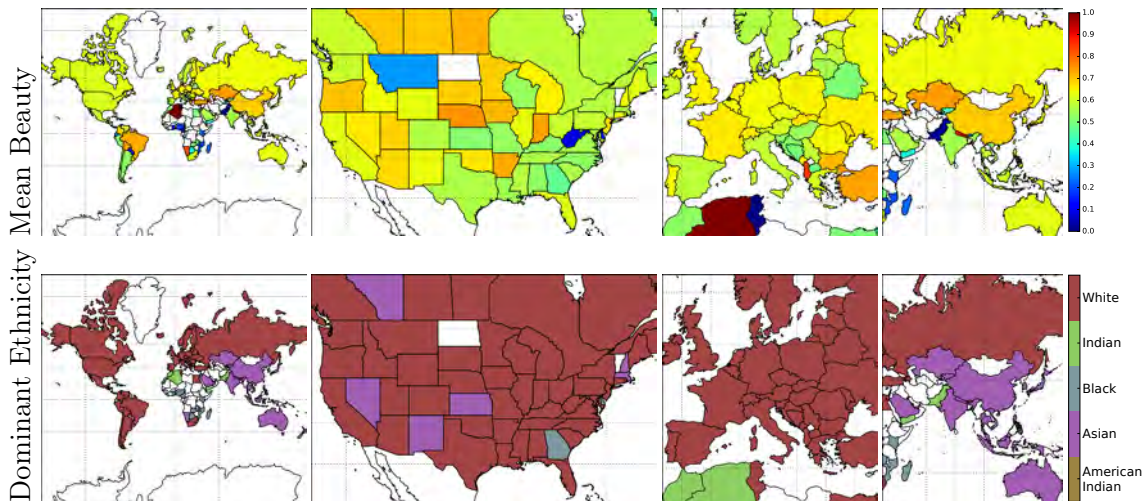 Mean Beauty
1.0
0.9
0.8
0.7
0.6
0.5
0.4
0.3
0.2
0.1
0.0
Dominant Ethnicity
White
Indian
Black
Asian
American
Indian